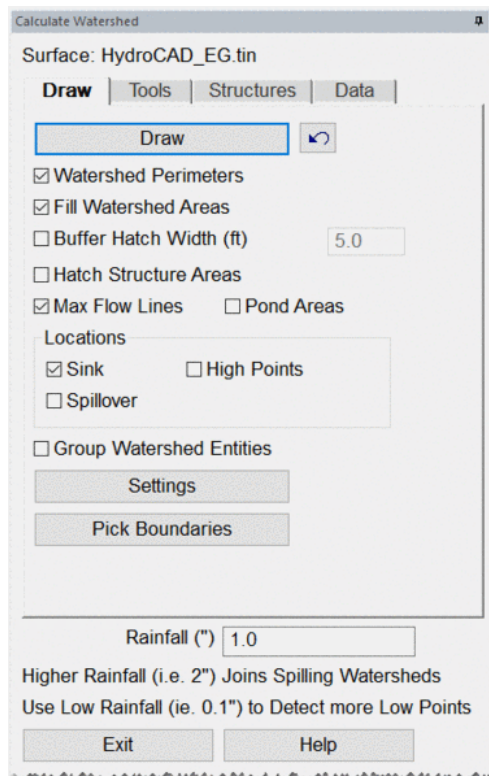 Calculate Watershed
Surface: HydroCAD_EG.tin
Draw Tools Structures Data
Draw
Watershed Perimeters
Fill Watershed Areas
Buffer Hatch Width (ft) 5.0
Hatch Structure Areas
Max Flow Lines Pond Areas
Locations
Sink High Points
Spillover
Group Watershed Entities
Settings
Pick Boundaries
Rainfall (") 1.0
Higher Rainfall (i.e. 2") Joins Spilling Watersheds
Use Low Rainfall (ie. 0.1") to Detect more Low Points
Exit Help